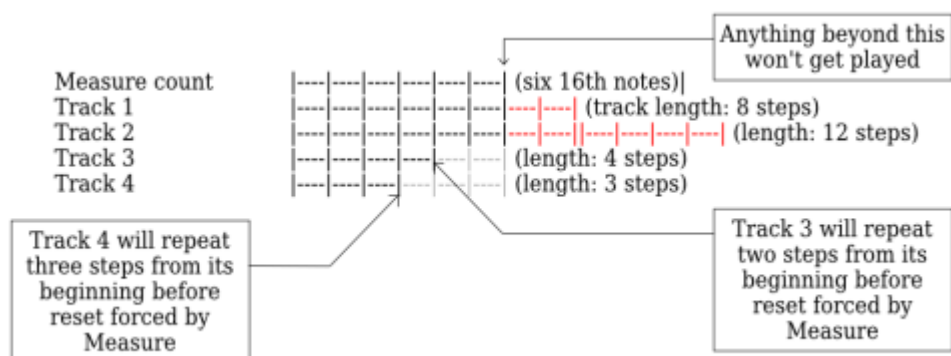 Anything beyond this
won't get played
Measure count |----|----|----|----|----|----| (six 16th notes)|
Track 1 |----|----|----|----|----|----|----|----| (track length: 8 steps)
Track 2 |----|----|----|----|----|----|----|----||----|----|----|----| (length: 12 steps)
Track 3 |----|----|----|----|----|----| (length: 4 steps)
Track 4 |----|----|----|----|----|----| (length: 3 steps)
Track 4 will repeat
three steps from its
beginning before
reset forced by
Measure
Track 3 will repeat
two steps from its
beginning before
reset forced by
Measure